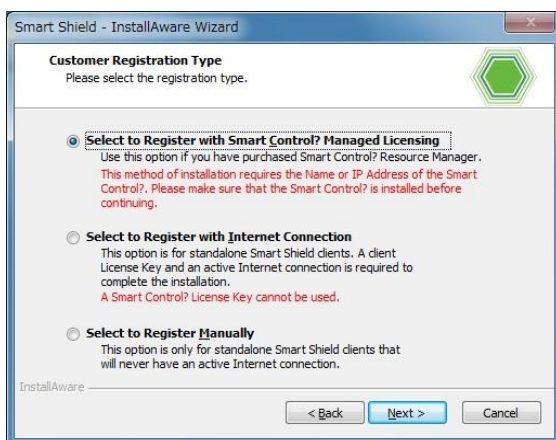 Smart Shield - InstallAware Wizard
Customer Registration Type
Please select the registration type.
Select to Register with Smart Control? Managed Licensing
Use this option if you have purchased Smart Control? Resource Manager.
This method of installation requires the Name or IP Address of the Smart
Control?. Please make sure that the Smart Control? is installed before
continuing.
Select to Register with Internet Connection
This option is for standalone Smart Shield clients. A client
License Key and an active Internet connection is required to
complete the installation.
A Smart Control? License Key cannot be used.
Select to Register Manually
This option is only for standalone Smart Shield clients that
will never have an active Internet connection.
InstallAware
< Back Next > Cancel